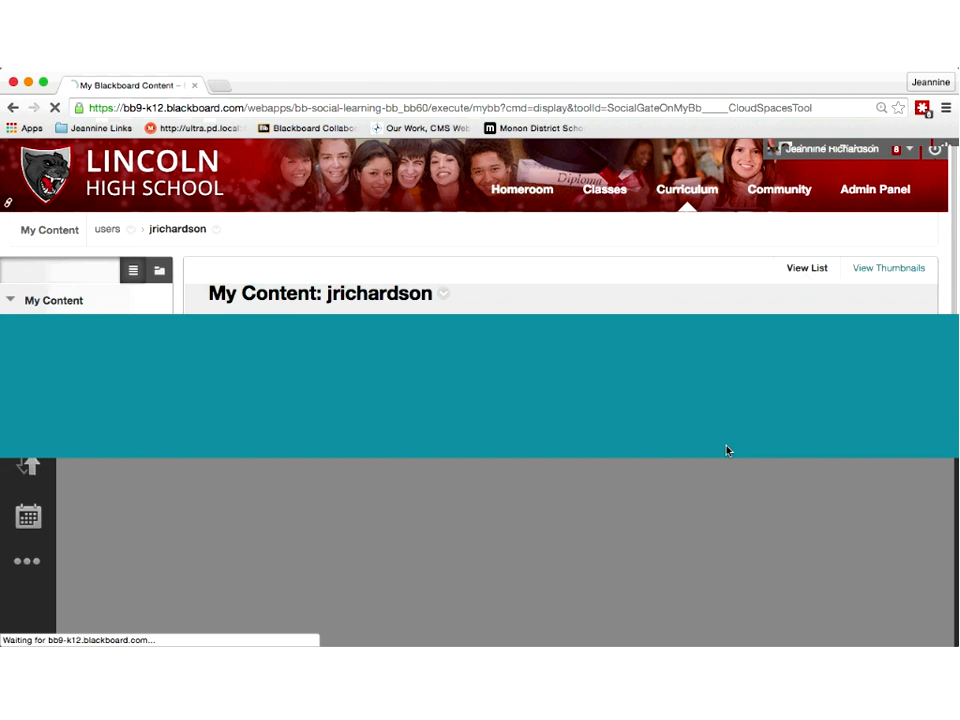 My Blackboard Content –
Jeannine
https://bb9-k12.blackboard.com/webapps/bb-social-learning-bb_bb60/execute/mybb?cmd=display&toolId=SocialGateOnMyBb_____CloudSpacesTool
Apps Jeannine Links http://ultra.pd.local: Blackboard Collabo Our Work, CMS Web Monon District Scho
LINCOLN
HIGH SCHOOL
Jeannine Richardson 8
Homeroom Classes Curriculum Community Admin Panel
Diploma
My Content users jrichardson
View List View Thumbnails
My Content: jrichardson
My Content
Waiting for bb9-k12.blackboard.com...